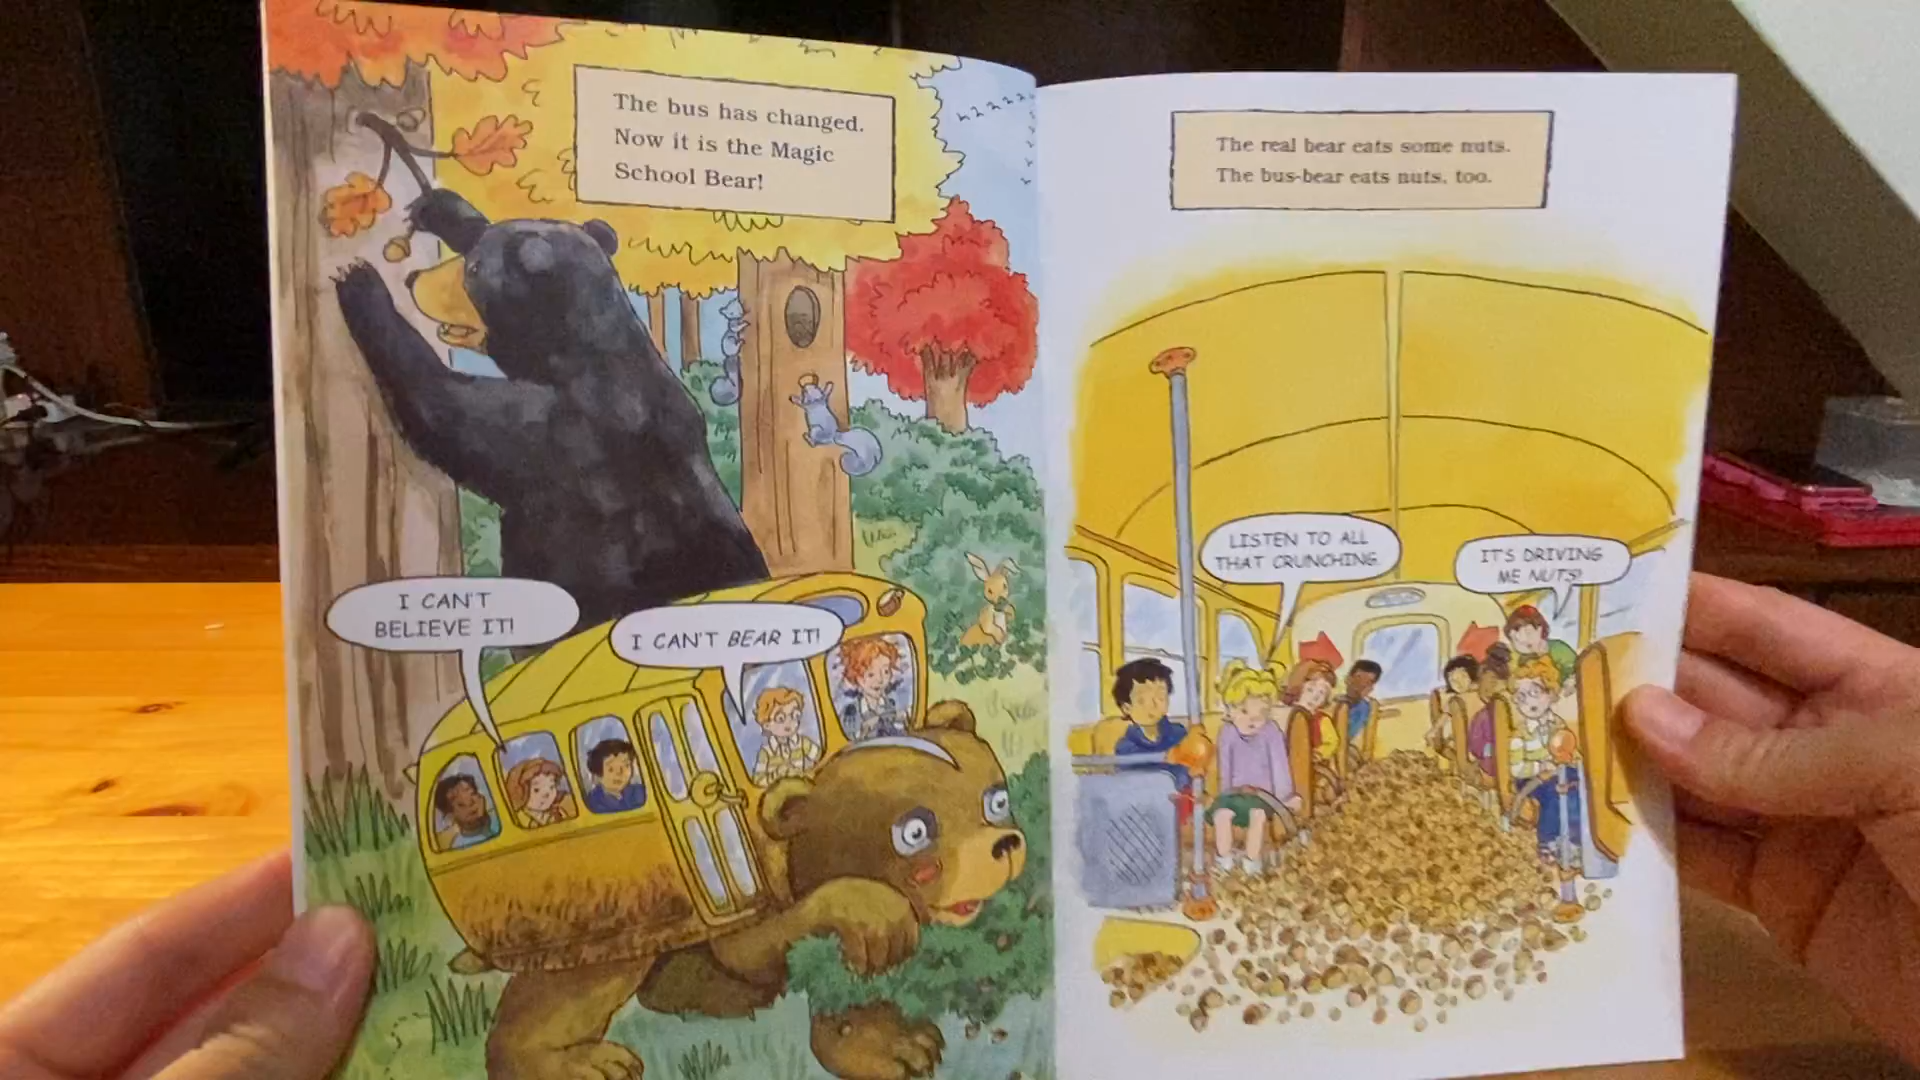 The bus has changed.
Now it is the Magic
School Bear!
I CAN'T
BELIEVE IT!
I CAN'T BEAR IT!
The real bear eats some nuts.
The bus-bear eats nuts, too.
LISTEN TO ALL
THAT CRUNCHING.
IT'S DRIVING
ME NUTS!